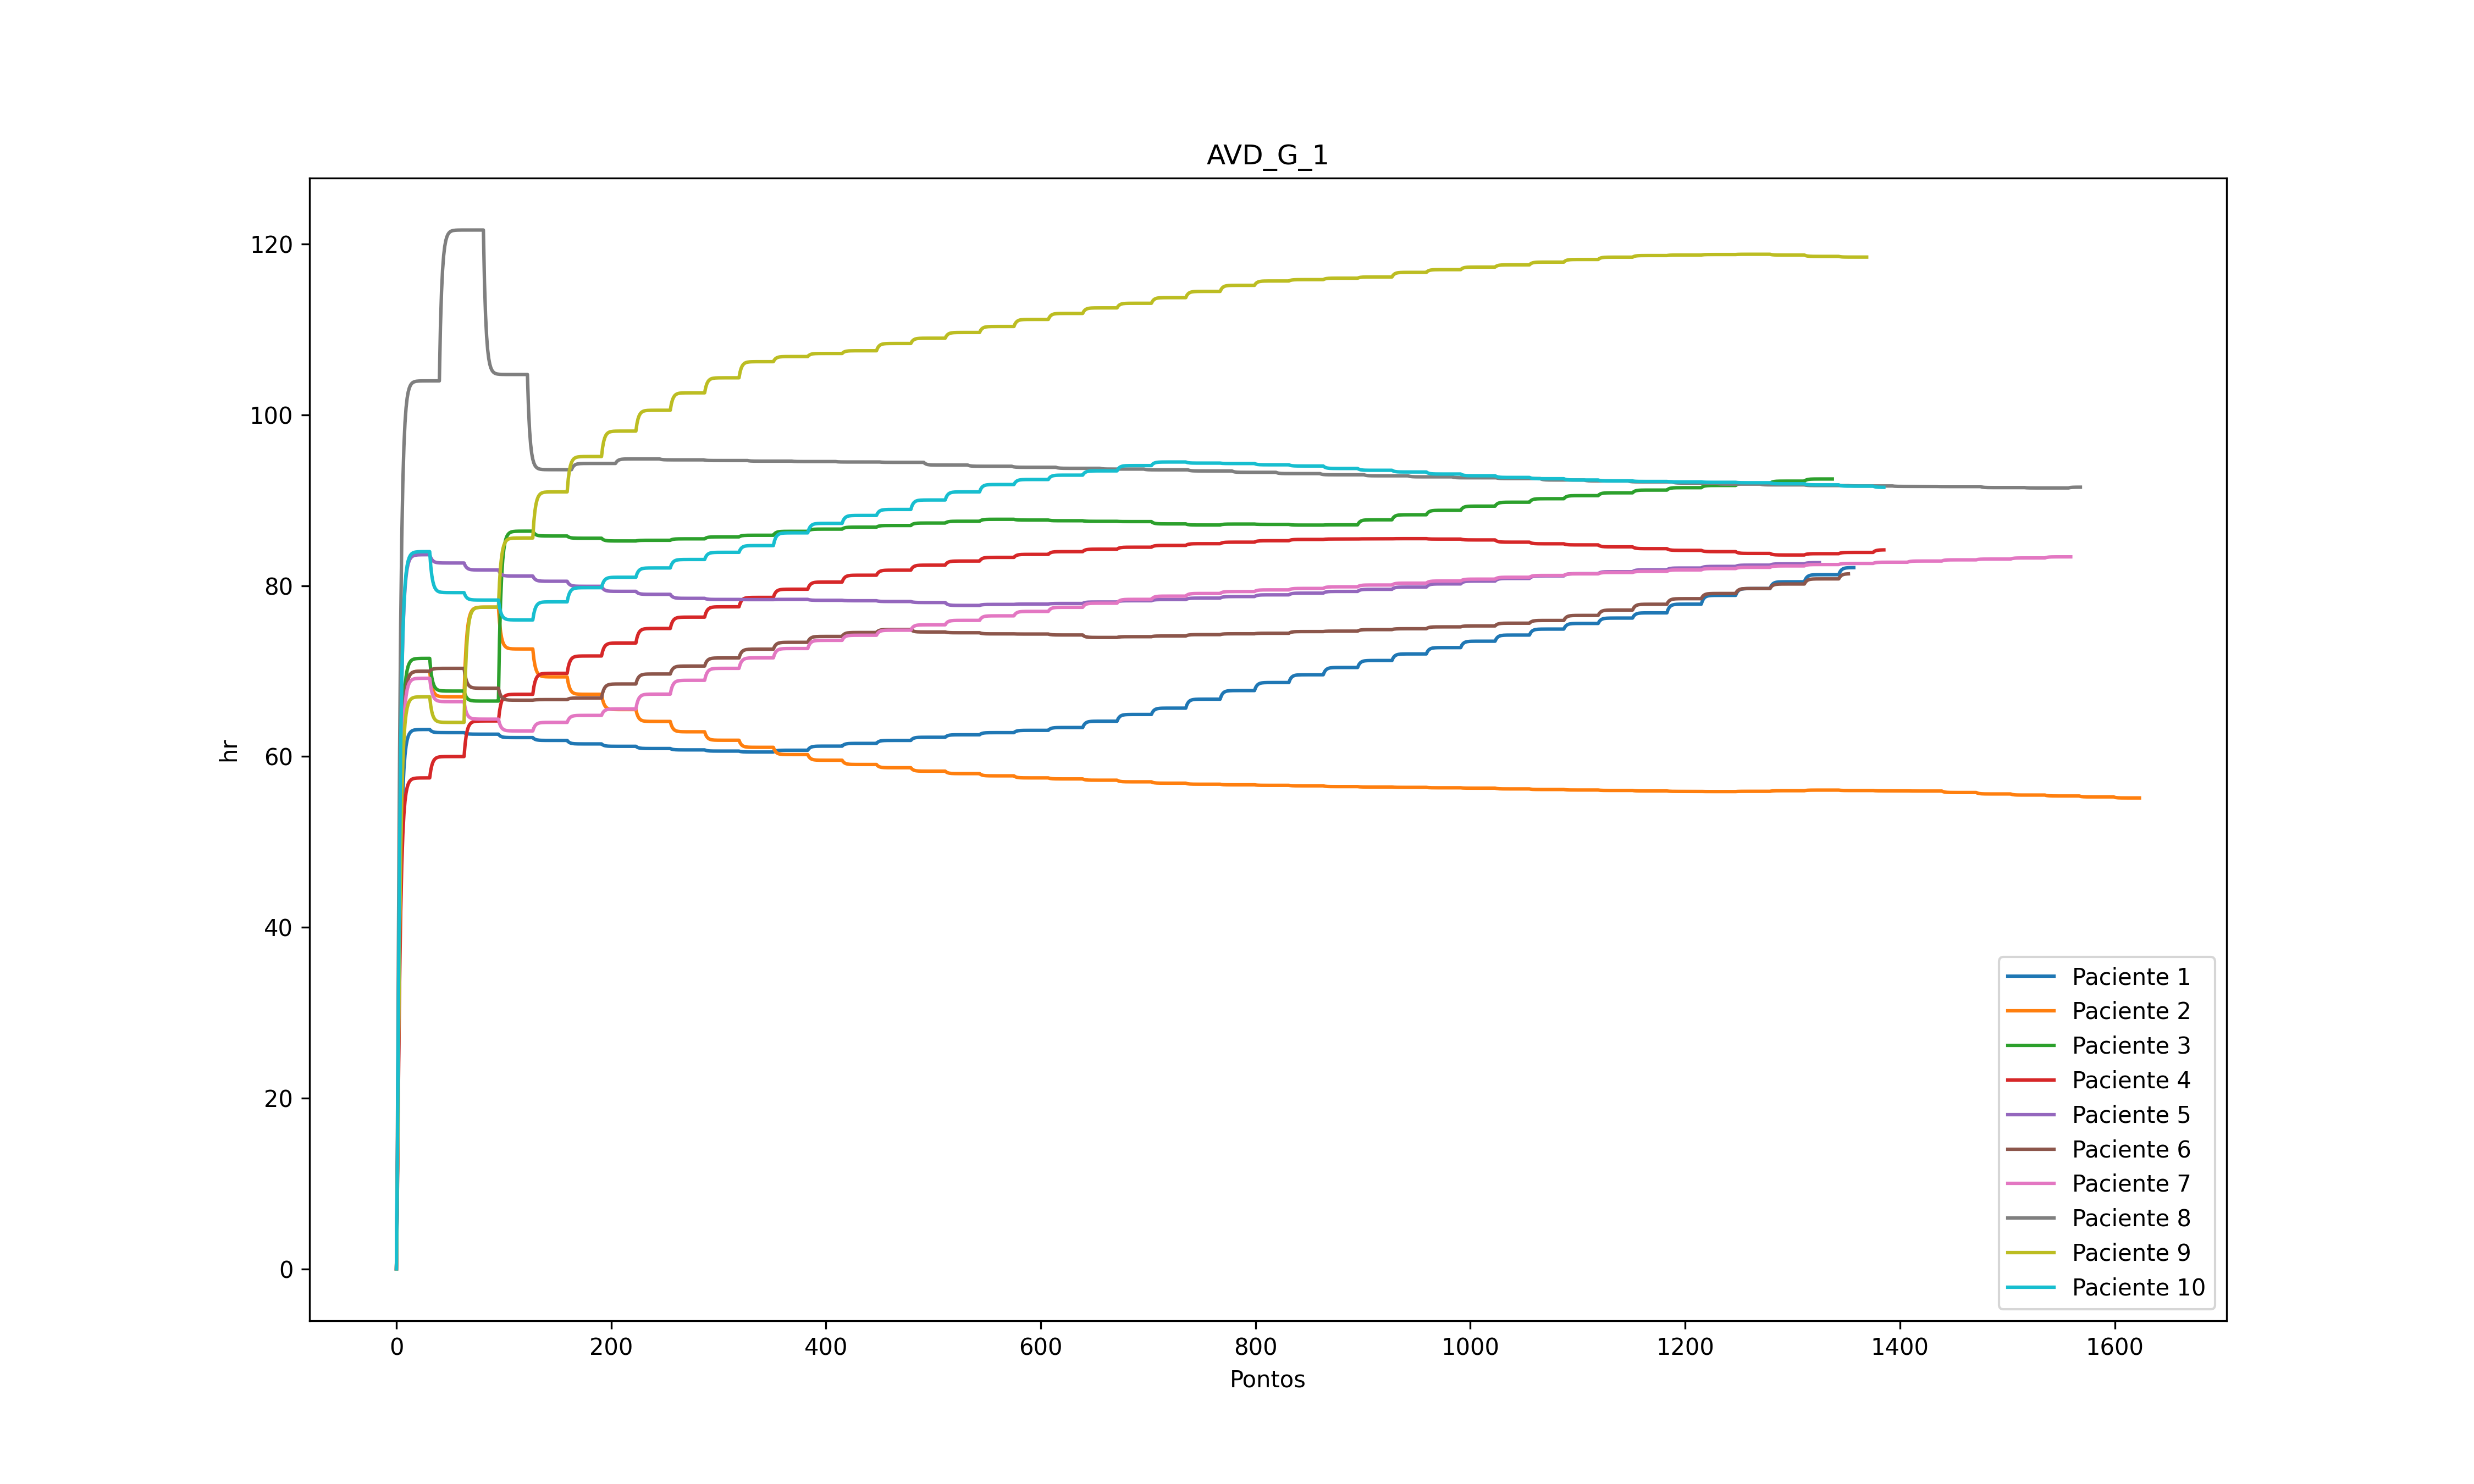 AVD_G_1
120
100
80
60
40
20
0
hr
0 200 400 600 800 1000 1200 1400 1600
Pontos
Paciente 1
Paciente 2
Paciente 3
Paciente 4
Paciente 5
Paciente 6
Paciente 7
Paciente 8
Paciente 9
Paciente 10